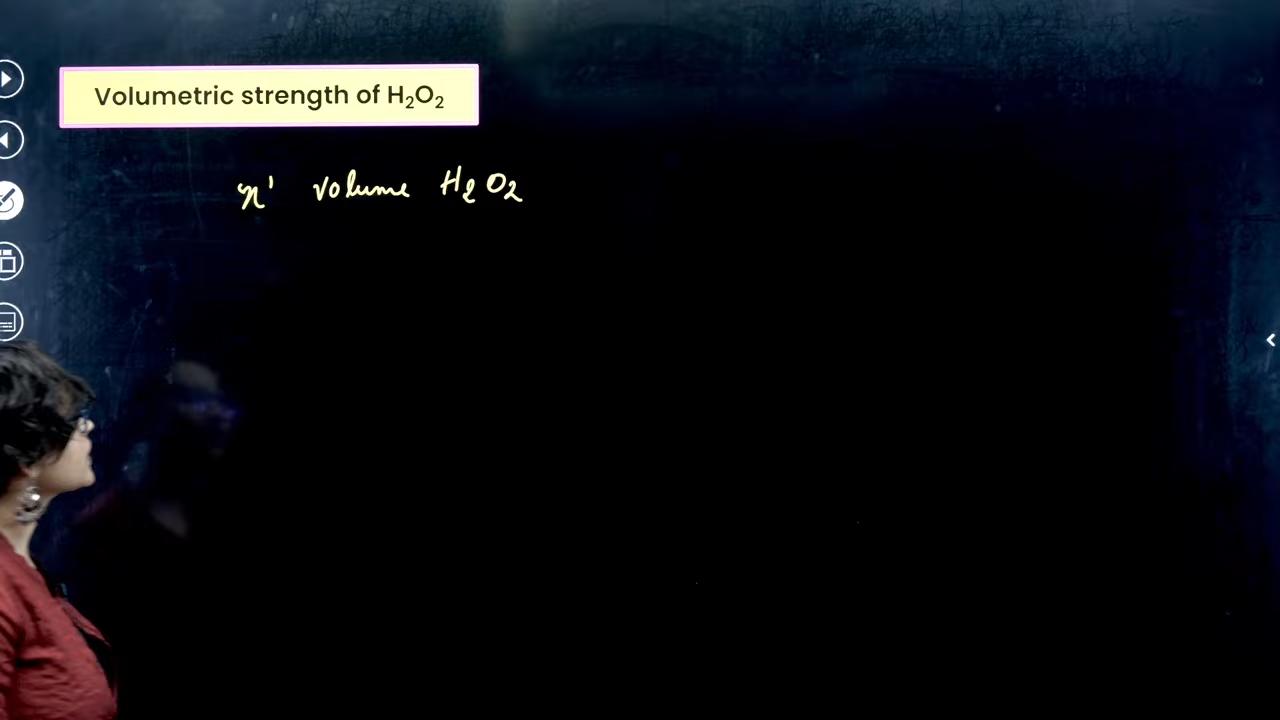 Volumetric strength of H₂O₂
x' volume H₂O₂